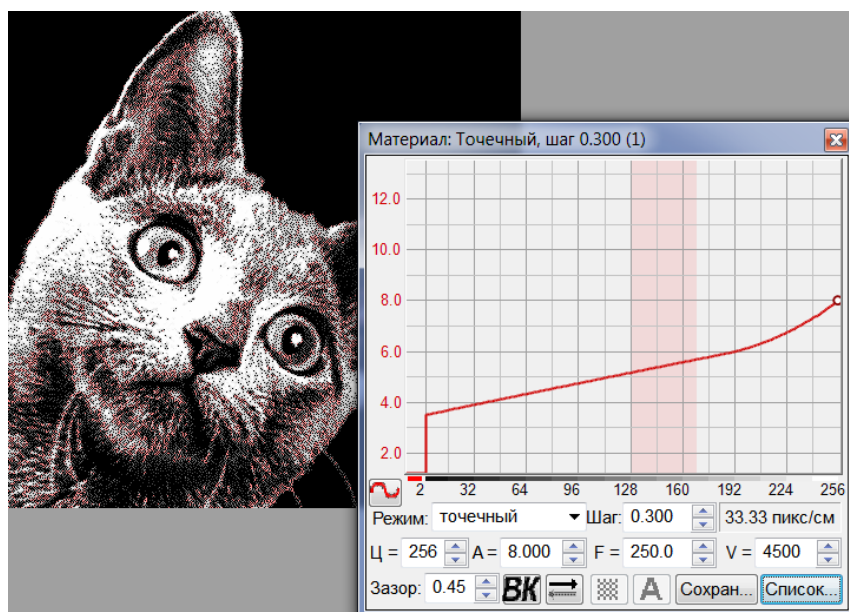 Материал: Точечный, шаг 0.300 (1)
12.0
10.0
8.0
6.0
4.0
2.0
2 32 64 96 128 160 192 224 256
Режим: точечный Шаг: 0.300 33.33 пикс/см
Ц = 256 A = 8.000 F = 250.0 V = 4500
Зазор: 0.45 ВК A Сохран... Список...